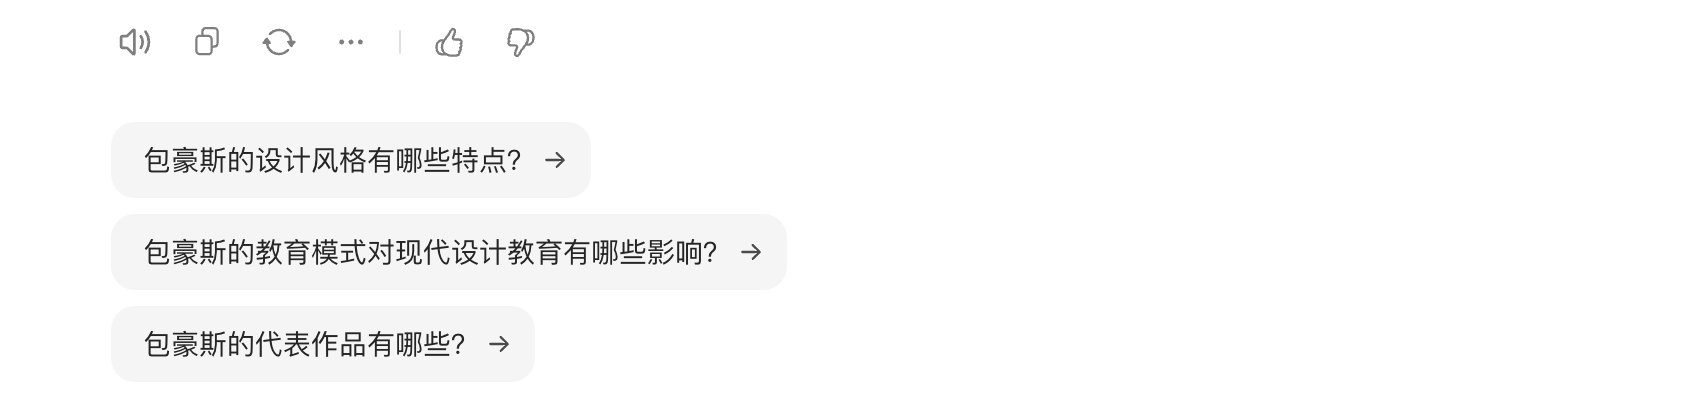 包豪斯的设计风格有哪些特点?
包豪斯的教育模式对现代设计教育有哪些影响?
包豪斯的代表作品有哪些?